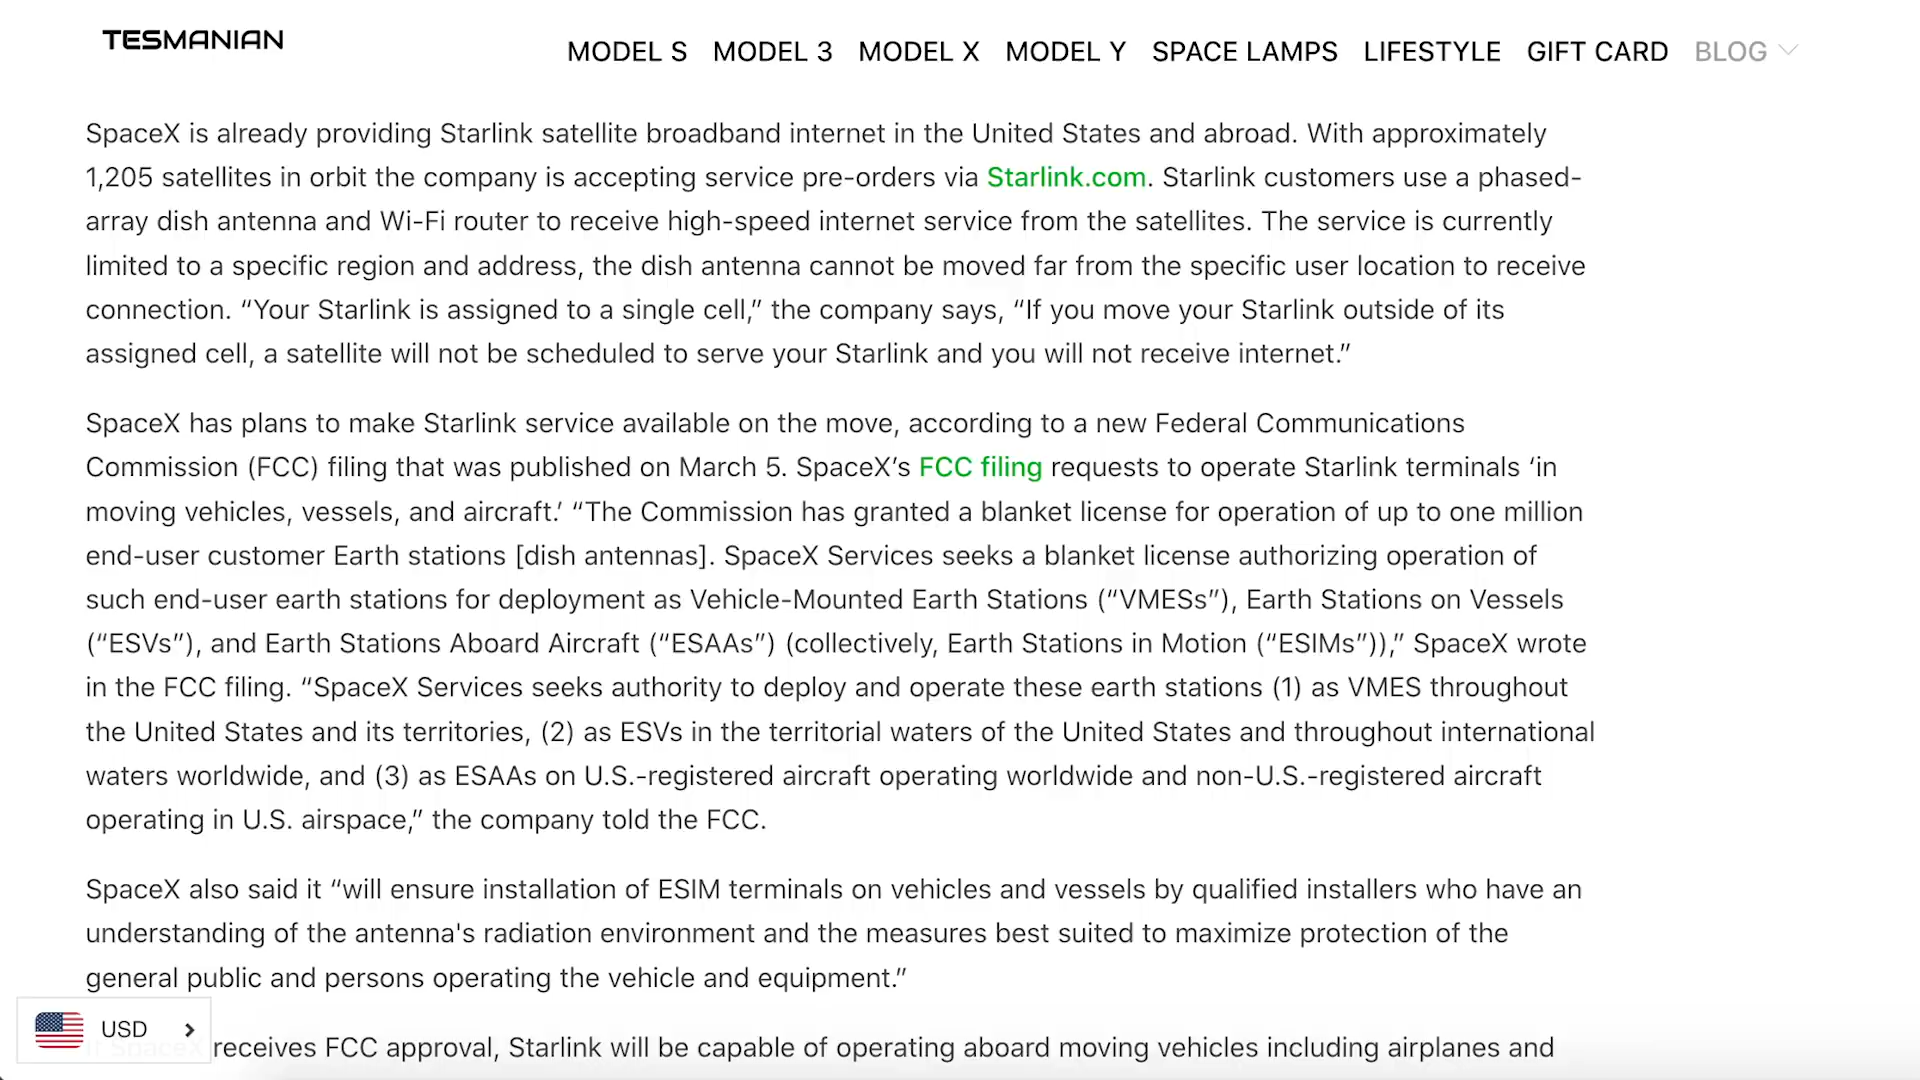 TESMANIAN
MODEL S MODEL 3 MODEL X MODEL Y SPACE LAMPS LIFESTYLE GIFT CARD BLOG
SpaceX is already providing Starlink satellite broadband internet in the United States and abroad. With approximately
1,205 satellites in orbit the company is accepting service pre-orders via Starlink.com. Starlink customers use a phased-
array dish antenna and Wi-Fi router to receive high-speed internet service from the satellites. The service is currently
limited to a specific region and address, the dish antenna cannot be moved far from the specific user location to receive
connection. “Your Starlink is assigned to a single cell,” the company says, “If you move your Starlink outside of its
assigned cell, a satellite will not be scheduled to serve your Starlink and you will not receive internet.”
SpaceX has plans to make Starlink service available on the move, according to a new Federal Communications
Commission (FCC) filing that was published on March 5. SpaceX’s FCC filing requests to operate Starlink terminals ‘in
moving vehicles, vessels, and aircraft.’ “The Commission has granted a blanket license for operation of up to one million
end-user customer Earth stations [dish antennas]. SpaceX Services seeks a blanket license authorizing operation of
such end-user earth stations for deployment as Vehicle-Mounted Earth Stations (“VMESs”), Earth Stations on Vessels
(“ESVs”), and Earth Stations Aboard Aircraft (“ESAAs”) (collectively, Earth Stations in Motion (“ESIMs”)),” SpaceX wrote
in the FCC filing. “SpaceX Services seeks authority to deploy and operate these earth stations (1) as VMES throughout
the United States and its territories, (2) as ESVs in the territorial waters of the United States and throughout international
waters worldwide, and (3) as ESAAs on U.S.-registered aircraft operating worldwide and non-U.S.-registered aircraft
operating in U.S. airspace,” the company told the FCC.
SpaceX also said it “will ensure installation of ESIM terminals on vehicles and vessels by qualified installers who have an
understanding of the antenna's radiation environment and the measures best suited to maximize protection of the
general public and persons operating the vehicle and equipment.”
USD
If SpaceX receives FCC approval, Starlink will be capable of operating aboard moving vehicles including airplanes and